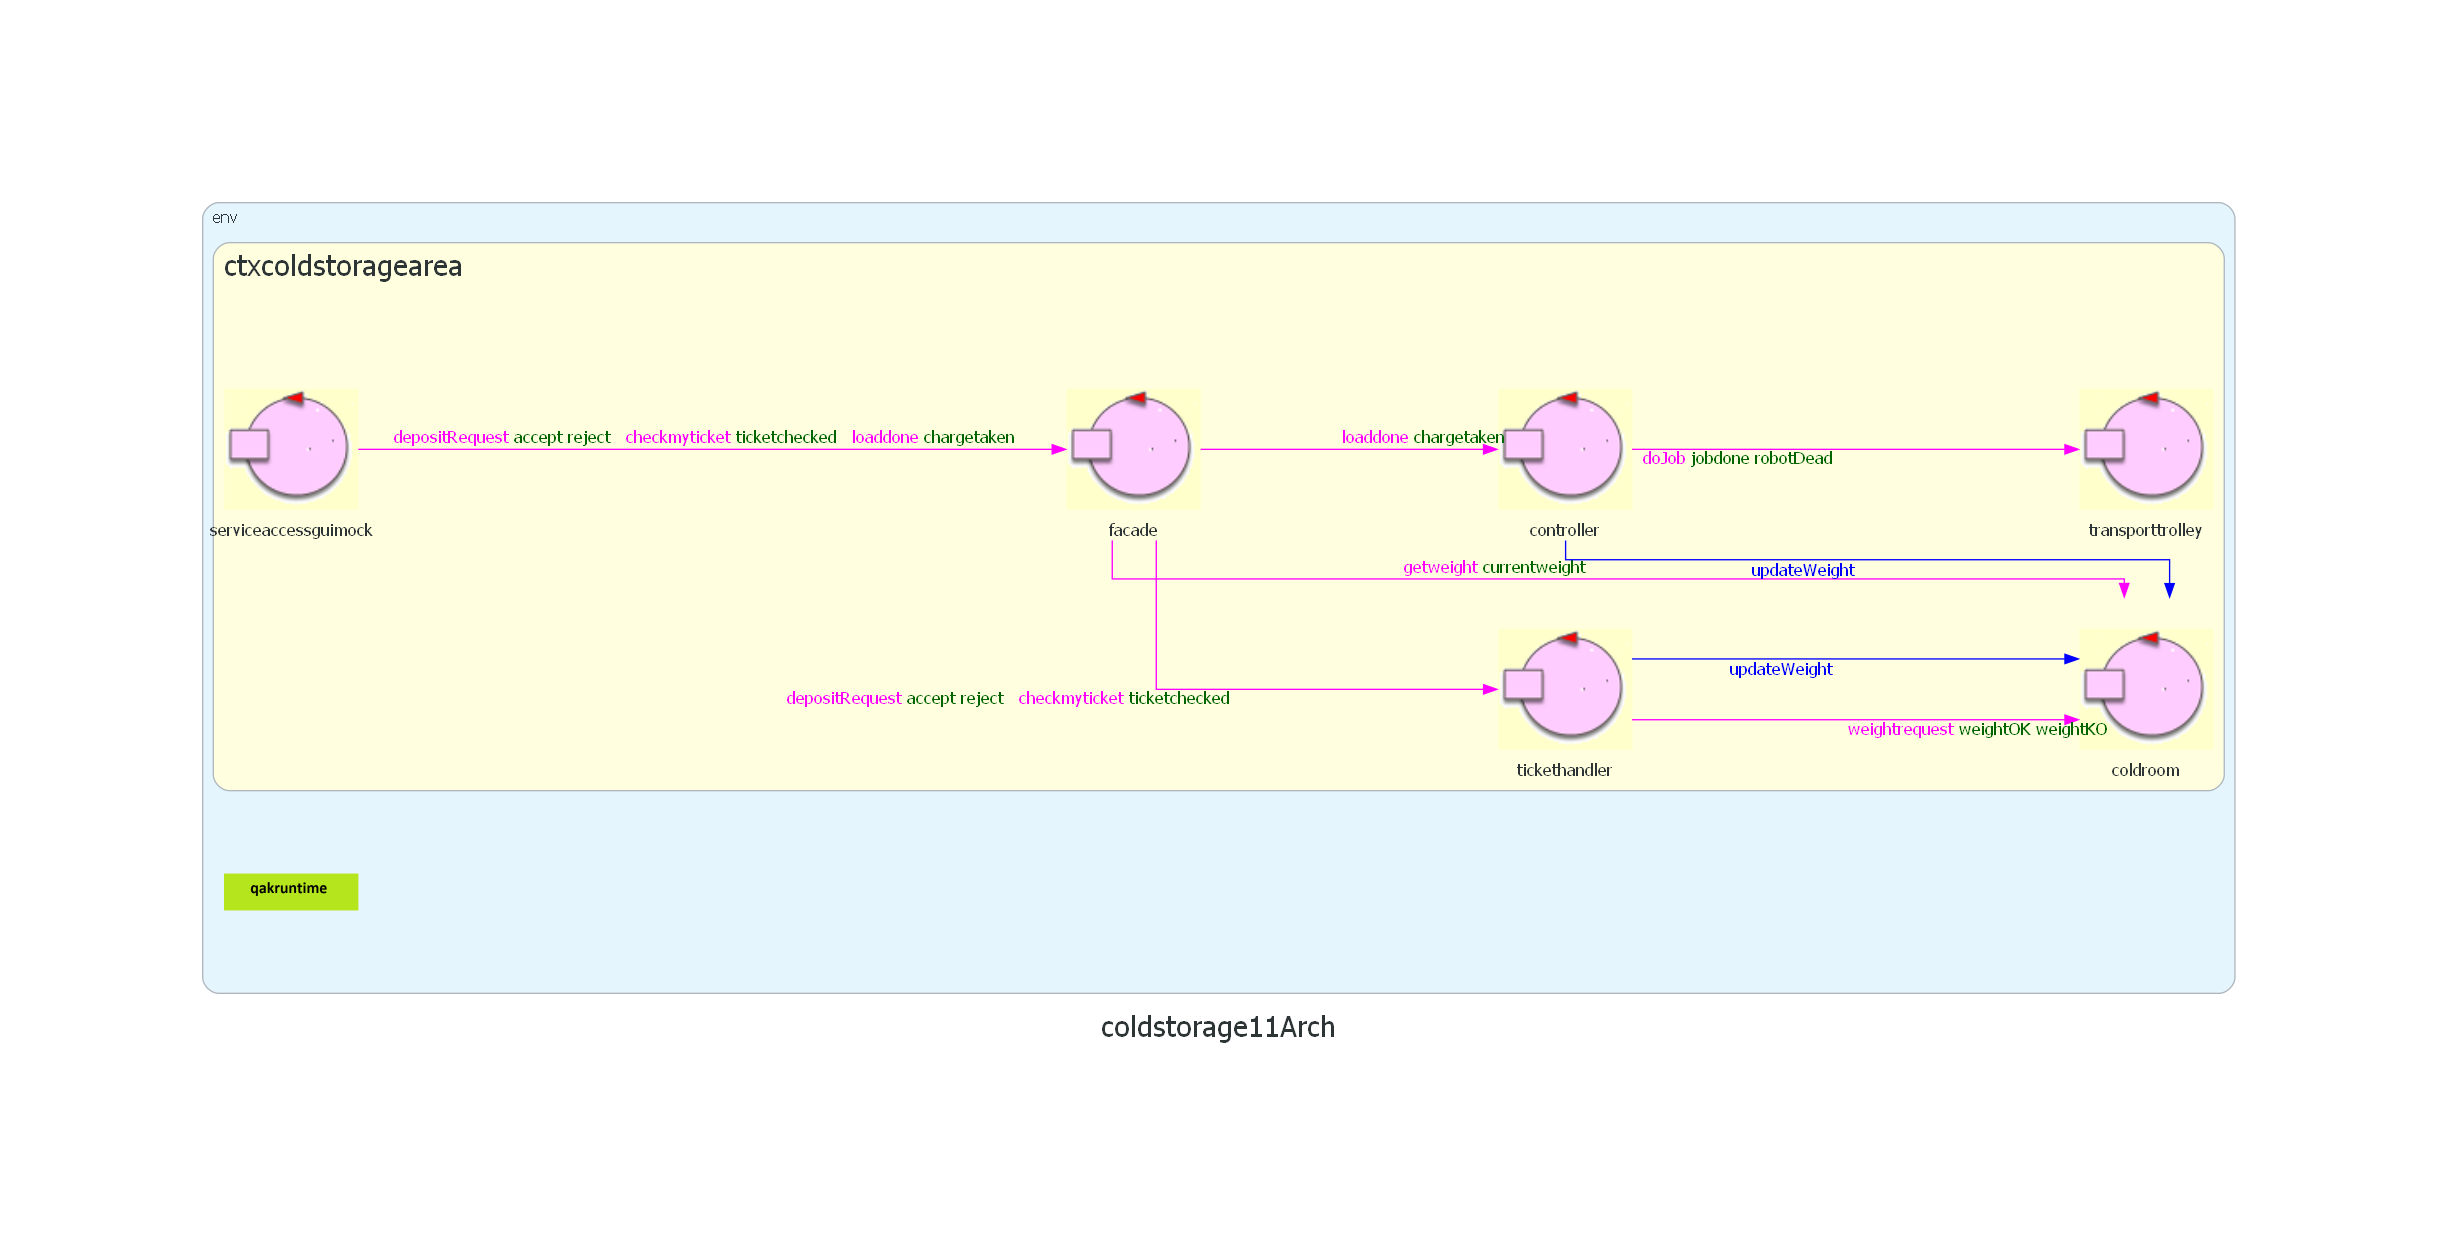 env
ctxcoldstoragearea
depositRequest accept reject checkmyticket ticketchecked loaddone chargetaken
loaddone chargetaken
doJob jobdone robotDead
serviceaccessguimock
facade
controller
transporttrolley
getweight currentweight
updateWeight
updateWeight
depositRequest accept reject checkmyticket ticketchecked
weightrequest weightOK weightKO
tickethandler
coldroom
qakruntime
coldstorage11Arch